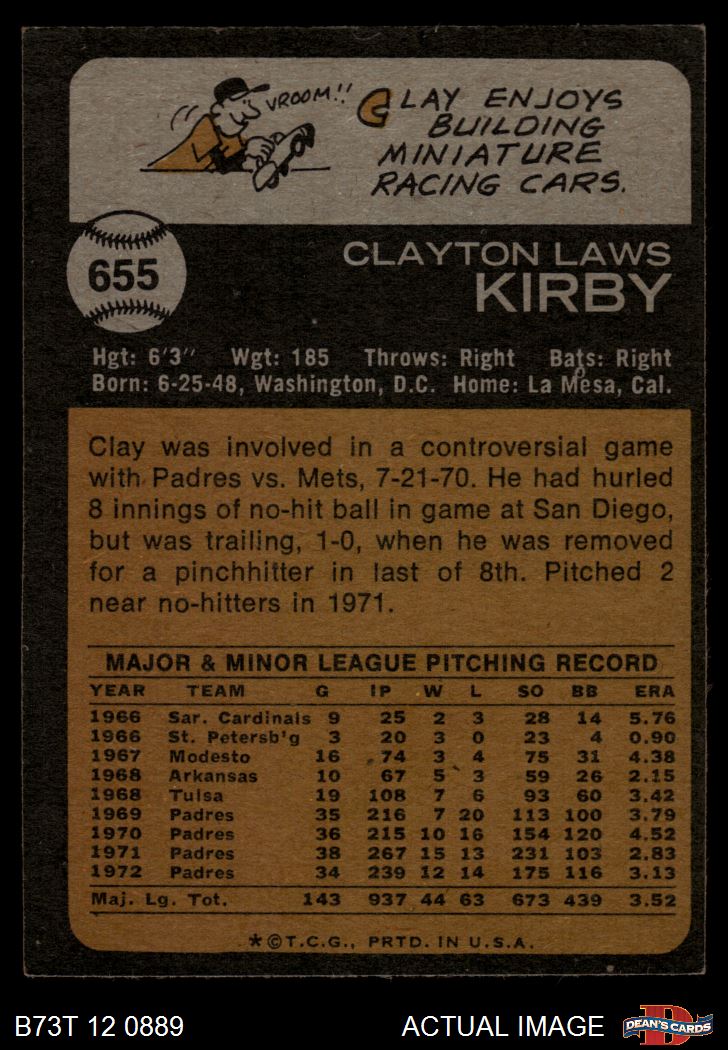 VROOM!!
CLAY ENJOYS
BUILDING
MINIATURE
RACING CARS.
655
CLAYTON LAWS
KIRBY
Hgt: 6'3" Wgt: 185 Throws: Right Bats: Right
Born: 6-25-48, Washington, D.C. Home: La Mesa, Cal.
Clay was involved in a controversial game
with Padres vs. Mets, 7-21-70. He had hurled
8 innings of no-hit ball in game at San Diego,
but was trailing, 1-0, when he was removed
for a pinchhitter in last of 8th. Pitched 2
near no-hitters in 1971.
MAJOR & MINOR LEAGUE PITCHING RECORD
YEAR TEAM G IP W L SO BB ERA
1966 Sar. Cardinals 9 25 2 3 28 14 5.76
1966 St. Petersb'g 3 20 3 0 23 4 0.90
1967 Modesto 16 74 3 4 75 31 4.38
1968 Arkansas 10 67 5 3 59 26 2.15
1968 Tulsa 19 108 7 6 93 60 3.42
1969 Padres 35 216 7 20 113 100 3.79
1970 Padres 36 215 10 16 154 120 4.52
1971 Padres 38 267 15 13 231 103 2.83
1972 Padres 34 239 12 14 175 116 3.13
Maj. Lg. Tot. 143 937 44 63 673 439 3.52
*©T.C.G., PRTD. IN U.S.A.
B73T 12 0889 ACTUAL IMAGE DEAN'S CARDS